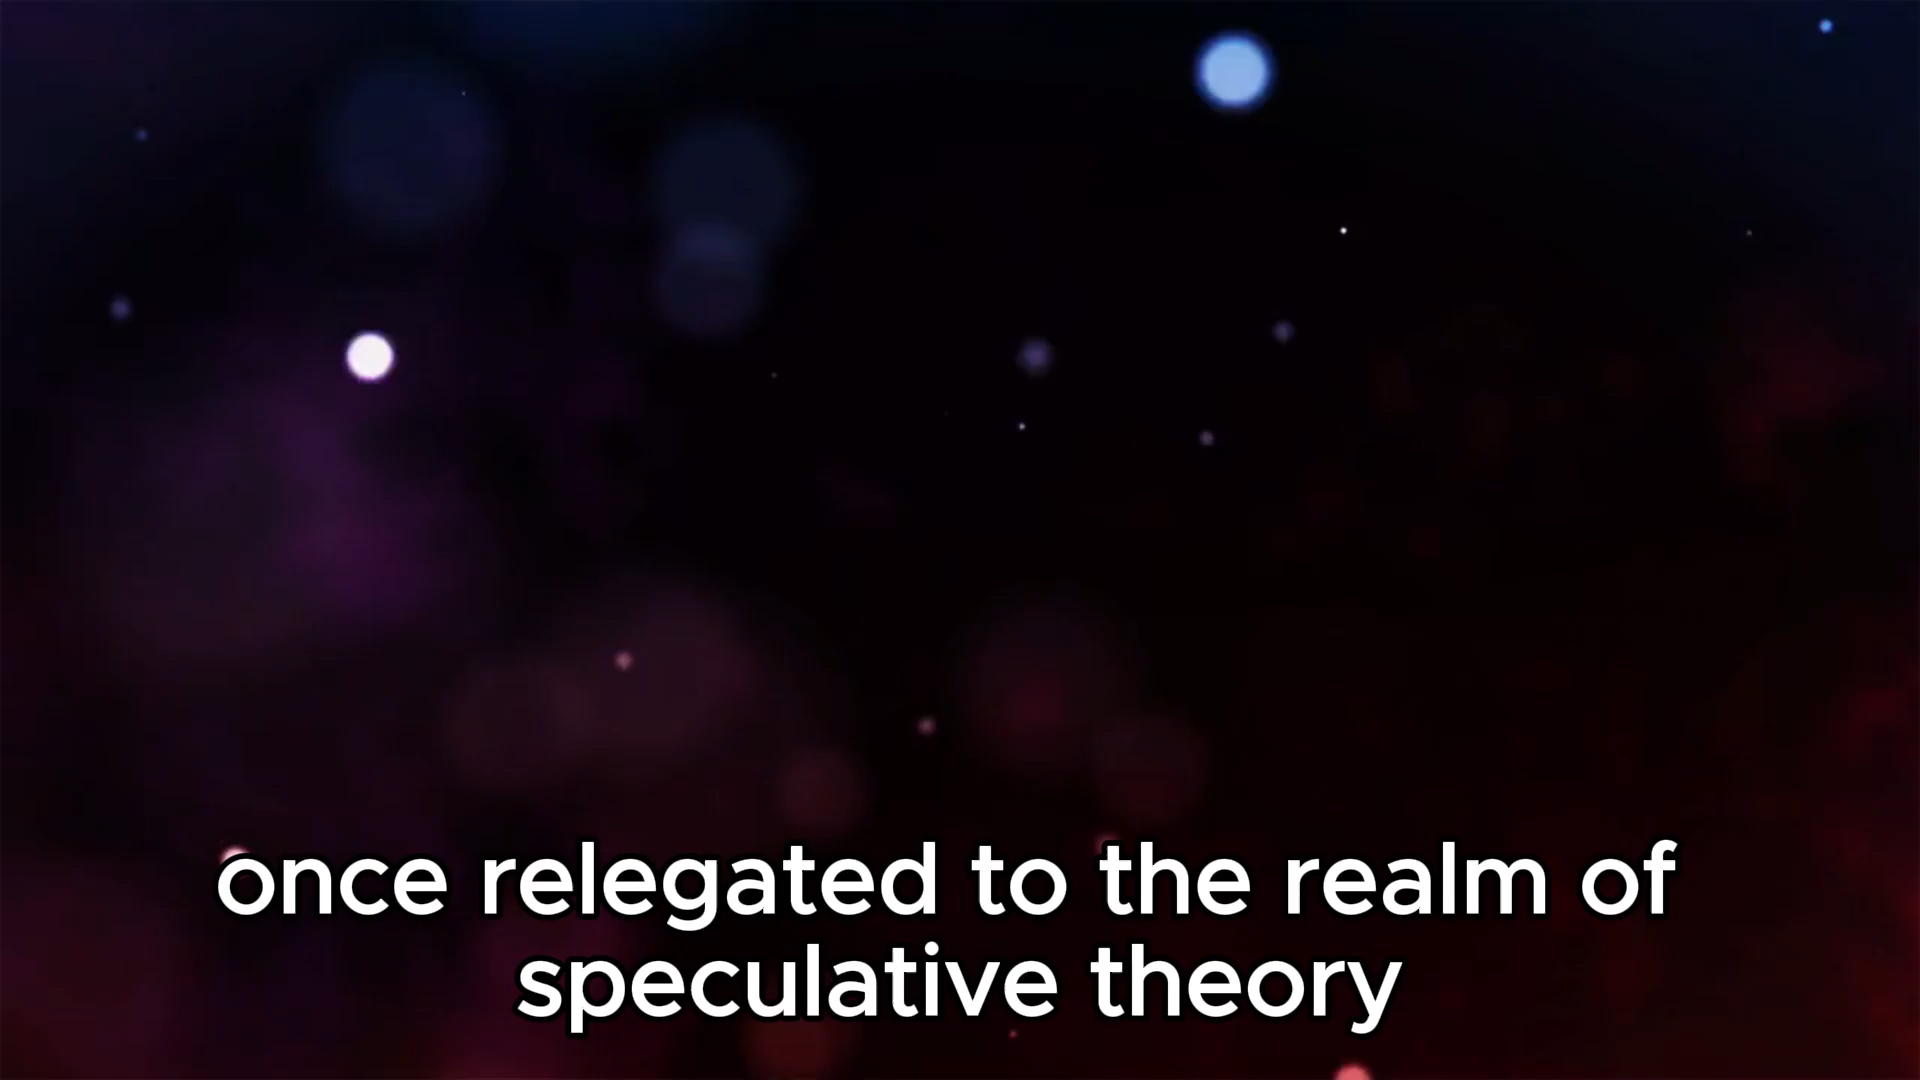 once relegated to the realm of
speculative theory